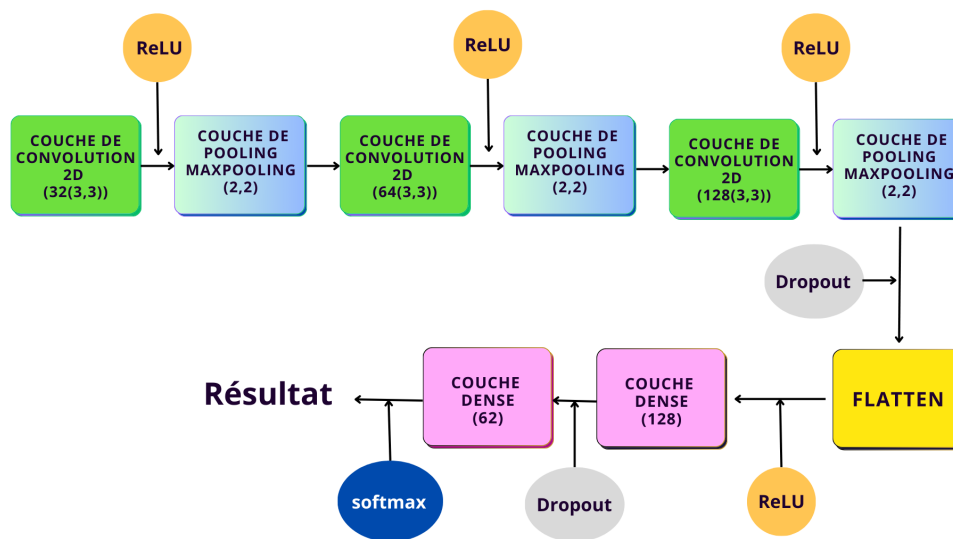 ReLU
ReLU
ReLU
COUCHE DE
CONVOLUTION
2D
(32(3,3))
COUCHE DE
POOLING
MAXPOOLING
(2,2)
COUCHE DE
CONVOLUTION
2D
(64(3,3))
COUCHE DE
POOLING
MAXPOOLING
(2,2)
COUCHE DE
CONVOLUTION
2D
(128(3,3))
COUCHE DE
POOLING
MAXPOOLING
(2,2)
Dropout
FLATTEN
ReLU
COUCHE
DENSE
(128)
Dropout
COUCHE
DENSE
(62)
softmax
Résultat